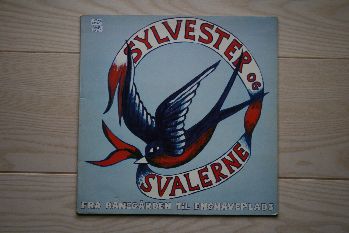 SYLVESTER OG
SVALERNE
FRA BANEGÅRDEN TIL ENGHAVEPLADS